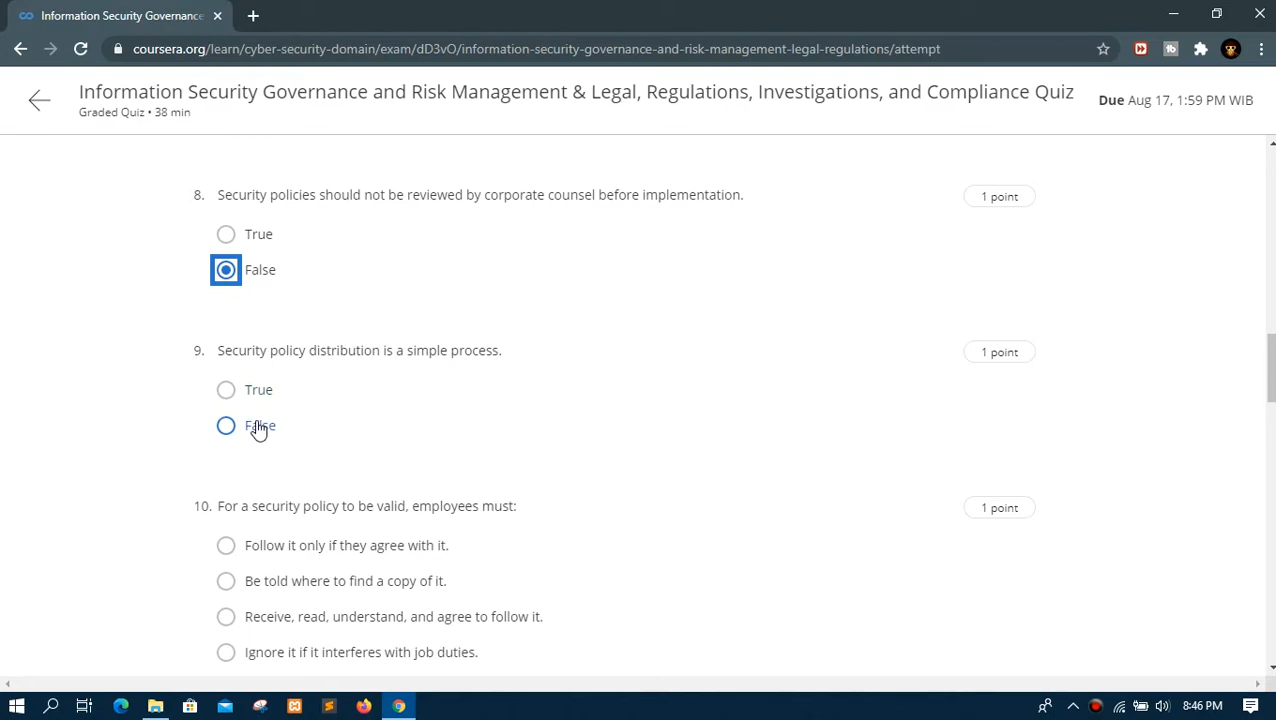 Information Security Governance
coursera.org/learn/cyber-security-domain/exam/dD3vO/information-security-governance-and-risk-management-legal-regulations/attempt
Information Security Governance and Risk Management & Legal, Regulations, Investigations, and Compliance Quiz
Due Aug 17, 1:59 PM WIB
Graded Quiz • 38 min
8. Security policies should not be reviewed by corporate counsel before implementation.
1 point
True
False
9. Security policy distribution is a simple process.
1 point
True
False
10. For a security policy to be valid, employees must:
1 point
Follow it only if they agree with it.
Be told where to find a copy of it.
Receive, read, understand, and agree to follow it.
Ignore it if it interferes with job duties.
8:46 PM